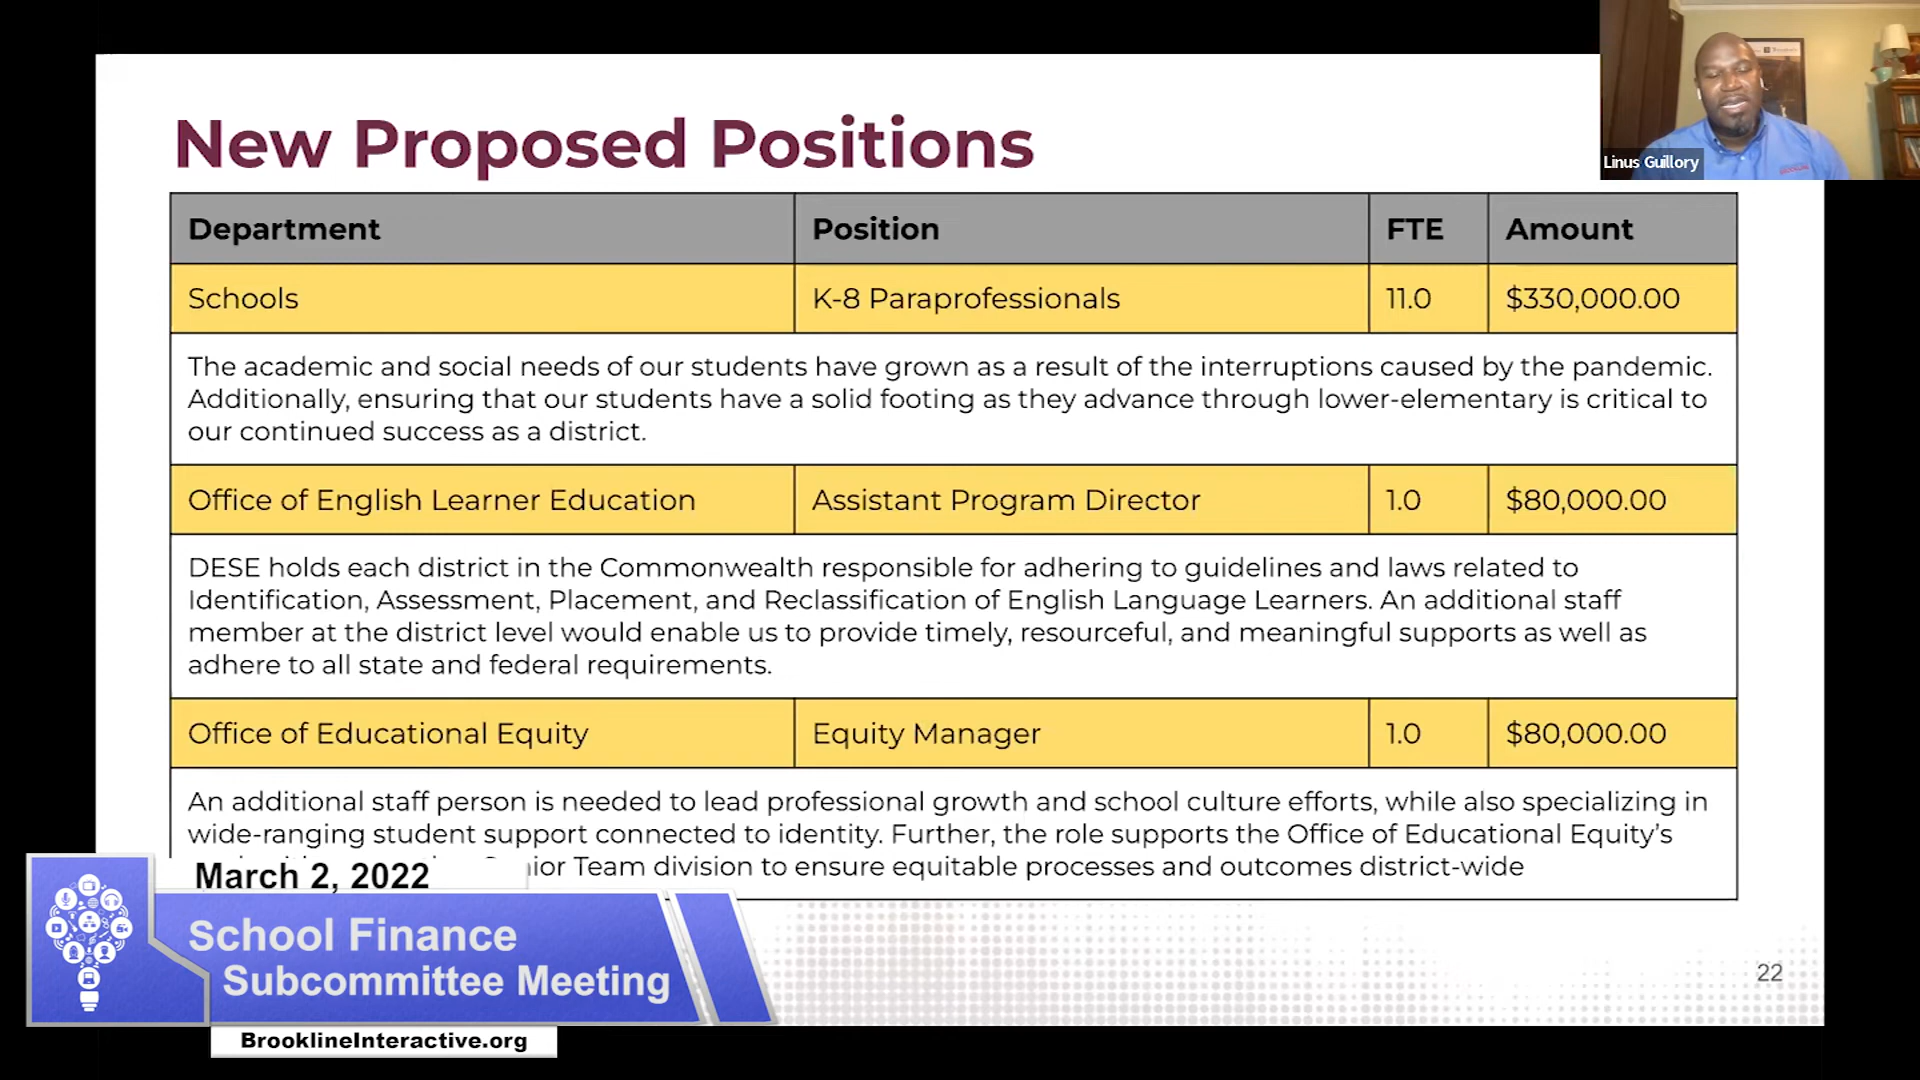 New Proposed Positions
Linus Guillory
Department Position FTE Amount
Schools K-8 Paraprofessionals 11.0 $330,000.00
The academic and social needs of our students have grown as a result of the interruptions caused by the pandemic.
Additionally, ensuring that our students have a solid footing as they advance through lower-elementary is critical to
our continued success as a district.
Office of English Learner Education Assistant Program Director 1.0 $80,000.00
DESE holds each district in the Commonwealth responsible for adhering to guidelines and laws related to
Identification, Assessment, Placement, and Reclassification of English Language Learners. An additional staff
member at the district level would enable us to provide timely, resourceful, and meaningful supports as well as
adhere to all state and federal requirements.
Office of Educational Equity Equity Manager 1.0 $80,000.00
An additional staff person is needed to lead professional growth and school culture efforts, while also specializing in
wide-ranging student support connected to identity. Further, the role supports the Office of Educational Equity's
Team division to ensure equitable processes and outcomes district-wide
March 2, 2022
School Finance
Subcommittee Meeting
22
BrooklineInteractive.org